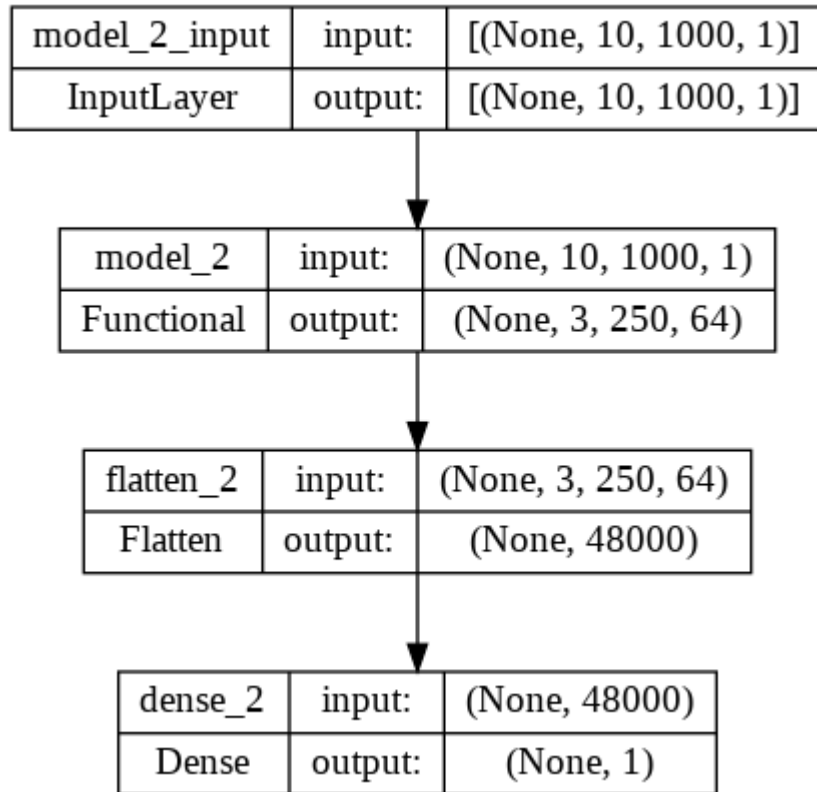 model_2_input input: [(None, 10, 1000, 1)]
InputLayer output: [(None, 10, 1000, 1)]
model_2 input: (None, 10, 1000, 1)
Functional output: (None, 3, 250, 64)
flatten_2 input: (None, 3, 250, 64)
Flatten output: (None, 48000)
dense_2 input: (None, 48000)
Dense output: (None, 1)